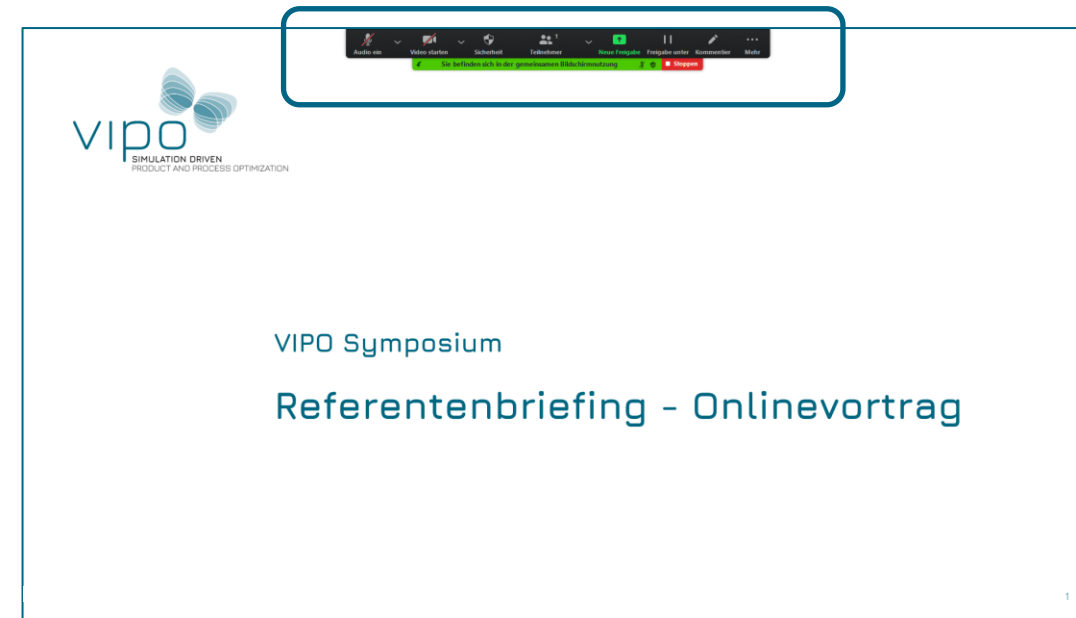 Audio ein Video starten Sicherheit Teilnehmer 1 Neue Freigabe Freigabe unter Kommentier Mehr
Sie befinden sich in der gemeinsamen Bildschirmnutzung Stoppen
VIPO
SIMULATION DRIVEN
PRODUCT AND PROCESS OPTIMIZATION
VIPO Symposium
Referentenbriefing - Onlinevortrag
1